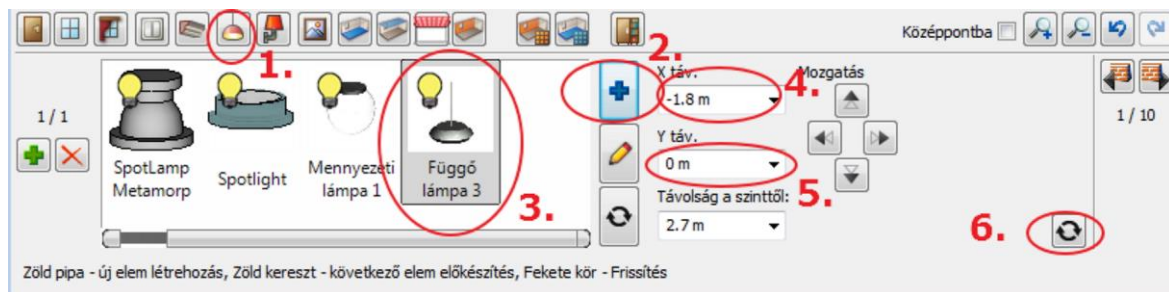 Középpontba
1.
2.
X táv.
4.
Mozgatás
-1.8 m
1 / 1
1 / 10
Y táv.
0 m
SpotLamp
Metamorp
Spotlight
Mennyezeti
lámpa 1
Függő
lámpa 3
3.
5.
Távolság a szinttől:
2.7 m
6.
Zöld pipa - új elem létrehozás, Zöld kereszt - következő elem előkészítés, Fekete kör - Frissítés